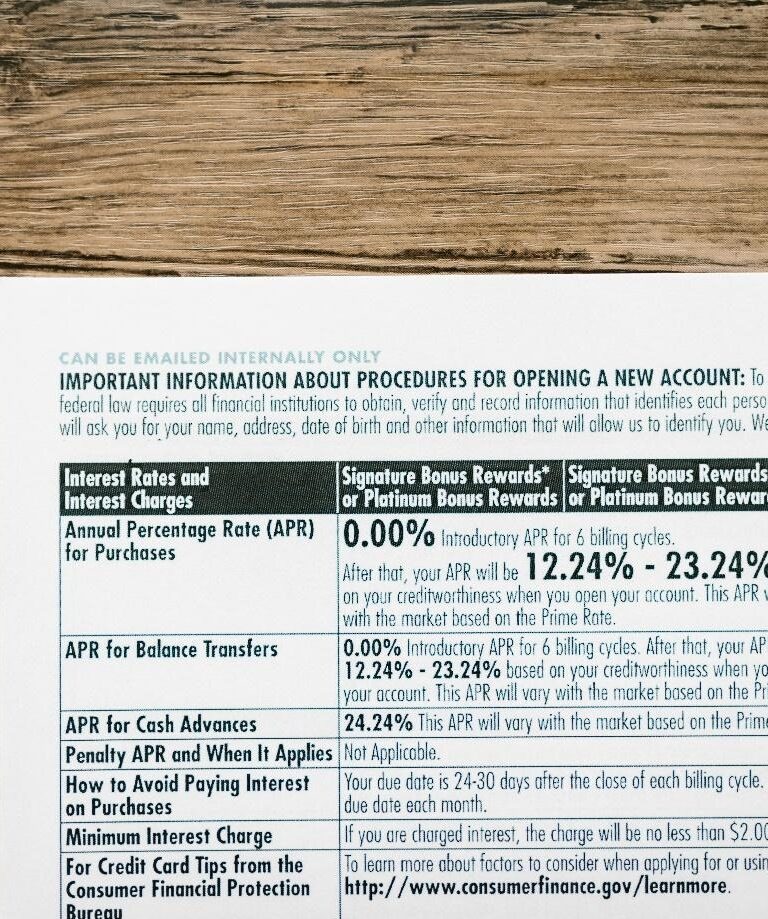 CAN BE EMAILED INTERNALLY ONLY
IMPORTANT INFORMATION ABOUT PROCEDURES FOR OPENING A NEW ACCOUNT: To
federal law requires all financial institutions to obtain, verify and record information that identifies each
will ask you for your name, address, date of birth and other information that will allow us to identify you. We
Interest Rates and
Interest Charges
Signature Bonus Rewards*
or Platinum Bonus Rewards
Signature Bonus Rewards
or Platinum Bonus
Annual Percentage Rate (APR)
for Purchases
0.00% Introductory APR for 6 billing cycles.
After that, your APR will be 12.24% - 23.24%
on your creditworthiness when you open your account. This APR
with the market based on the Prime Rate.
APR for Balance Transfers
0.00% Introductory APR for 6 billing cycles. After that, your
12.24% - 23.24% based on your creditworthiness when
your account. This APR will vary with the market based on the
APR for Cash Advances
24.24% This APR will vary with the market based on the
Penalty APR and When It Applies
Not Applicable.
How to Avoid Paying Interest
on Purchases
Your due date is 24-30 days after the close of each billing cycle.
due date each month.
Minimum Interest Charge
If you are charged interest, the charge will be no less than $2.00
For Credit Card Tips from the
Consumer Financial Protection
Bureau
To learn more about factors to consider when applying for or
http://www.consumerfinance.gov/learnmore.